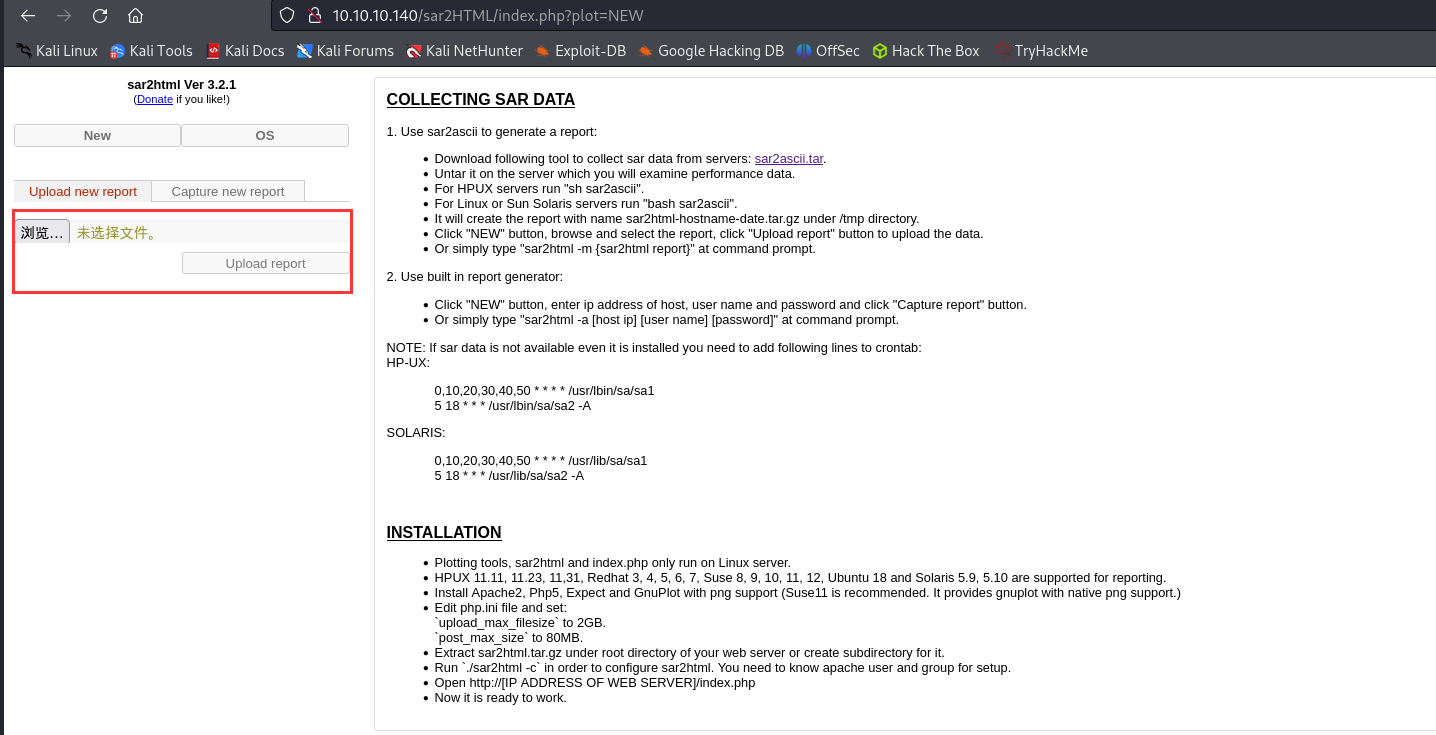 10.10.10.140/sar2HTML/index.php?plot=NEW
Kali Linux Kali Tools Kali Docs Kali Forums Kali NetHunter Exploit-DB Google Hacking DB OffSec Hack The Box TryHackMe
sar2html Ver 3.2.1
(Donate if you like!)
New OS
Upload new report Capture new report
浏览… 未选择文件。
Upload report
COLLECTING SAR DATA
1. Use sar2ascii to generate a report:
• Download following tool to collect sar data from servers: sar2ascii.tar.
• Untar it on the server which you will examine performance data.
• For HPUX servers run "sh sar2ascii".
• For Linux or Sun Solaris servers run "bash sar2ascii".
• It will create the report with name sar2html-hostname-date.tar.gz under /tmp directory.
• Click "NEW" button, browse and select the report, click "Upload report" button to upload the data.
• Or simply type "sar2html -m {sar2html report}" at command prompt.
2. Use built in report generator:
• Click "NEW" button, enter ip address of host, user name and password and click "Capture report" button.
• Or simply type "sar2html -a [host ip] [user name] [password]" at command prompt.
NOTE: If sar data is not available even it is installed you need to add following lines to crontab:
HP-UX:
0,10,20,30,40,50 * * * * /usr/lbin/sa/sa1
5 18 * * * /usr/lbin/sa/sa2 -A
SOLARIS:
0,10,20,30,40,50 * * * * /usr/lib/sa/sa1
5 18 * * * /usr/lib/sa/sa2 -A
INSTALLATION
• Plotting tools, sar2html and index.php only run on Linux server.
• HPUX 11.11, 11.23, 11,31, Redhat 3, 4, 5, 6, 7, Suse 8, 9, 10, 11, 12, Ubuntu 18 and Solaris 5.9, 5.10 are supported for reporting.
• Install Apache2, Php5, Expect and GnuPlot with png support (Suse11 is recommended. It provides gnuplot with native png support.)
• Edit php.ini file and set:
`upload_max_filesize` to 2GB.
`post_max_size` to 80MB.
• Extract sar2html.tar.gz under root directory of your web server or create subdirectory for it.
• Run `./sar2html -c` in order to configure sar2html. You need to know apache user and group for setup.
• Open http://[IP ADDRESS OF WEB SERVER]/index.php
• Now it is ready to work.